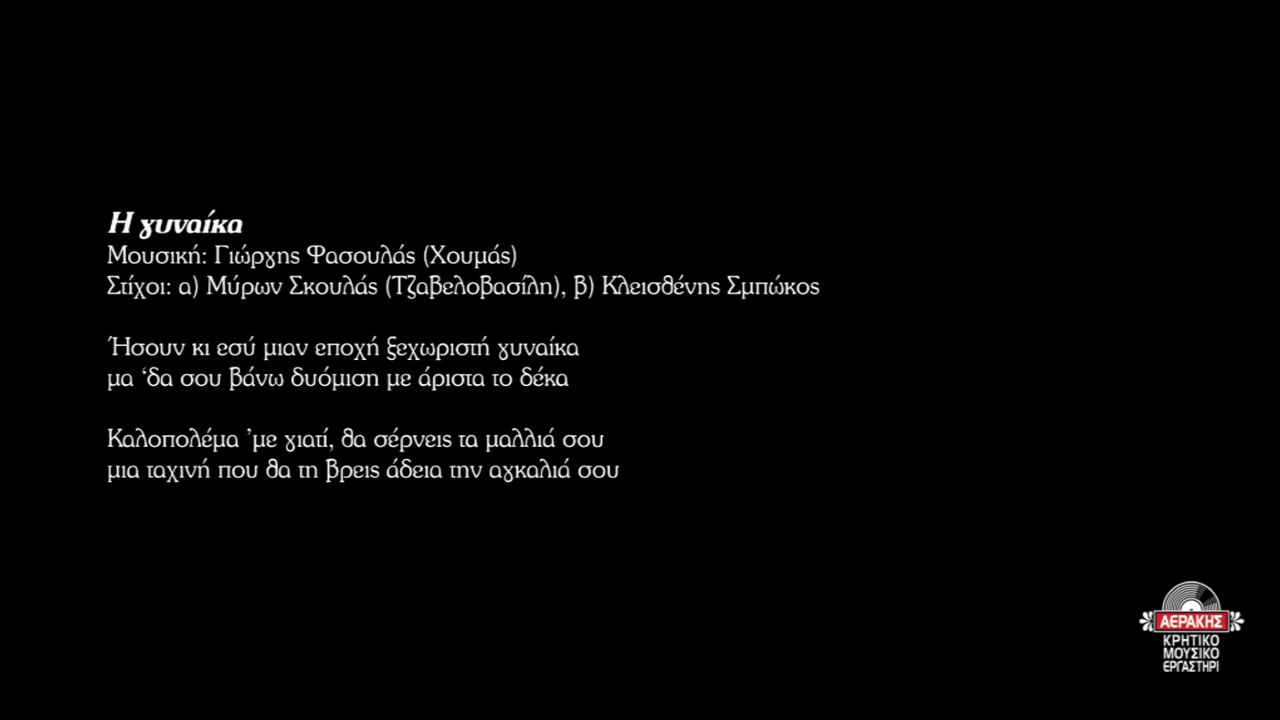 Η γυναίκα
Μουσική: Γιώργης Φασουλάς (Χουμάς)
Στίχοι: α) Μύρων Σκουλάς (Τζαβελοβασίλη), β) Κλεισθένης Σμπώκος
Ήσουν κι εσύ μιαν εποχή ξεχωριστή γυναίκα
μα ‘δα σου βάνω δυόμιση με άριστα το δέκα
Καλοπολέμα ’με γιατί, θα σέρνεις τα μαλλιά σου
μια ταχινή που θα τη βρεις άδεια την αγκαλιά σου
ΑΕΡΑΚΗΣ
ΚΡΗΤΙΚΟ
ΜΟΥΣΙΚΟ
ΕΡΓΑΣΤΗΡΙ